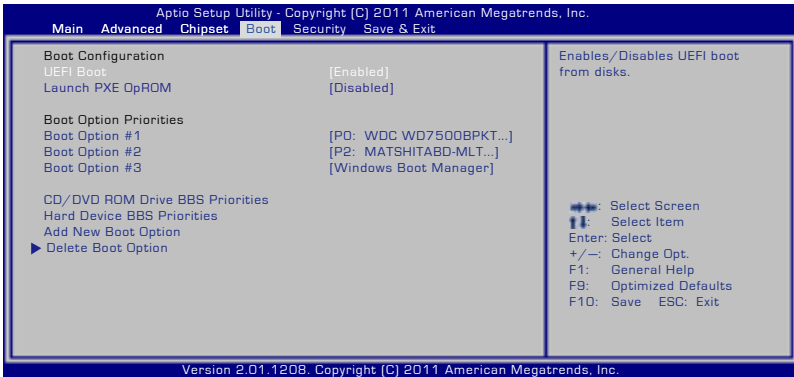 Aptio Setup Utility - Copyright (C) 2011 American Megatrends, Inc.
Main Advanced Chipset Boot Security Save & Exit
Boot Configuration
UEFI Boot [Enabled]
Launch PXE OpROM [Disabled]
Boot Option Priorities
Boot Option #1 [P0: WDC WD7500BPKT...]
Boot Option #2 [P2: MATSHITABD-MLT...]
Boot Option #3 [Windows Boot Manager]
CD/DVD ROM Drive BBS Priorities
Hard Device BBS Priorities
Add New Boot Option
Delete Boot Option
Enables/Disables UEFI boot
from disks.
: Select Screen
: Select Item
Enter: Select
+/—: Change Opt.
F1: General Help
F9: Optimized Defaults
F10: Save ESC: Exit
Version 2.01.1208. Copyright (C) 2011 American Megatrends, Inc.